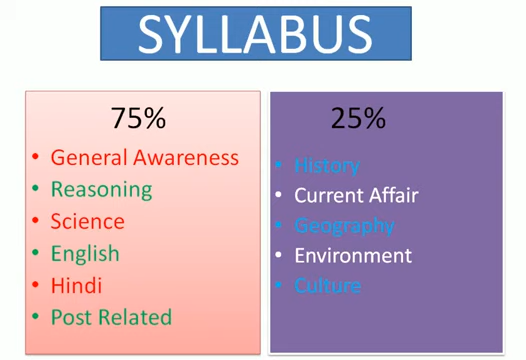 SYLLABUS
75%
• General Awareness
• Reasoning
• Science
• English
• Hindi
• Post Related
25%
• History
• Current Affair
• Geography
• Environment
• Culture